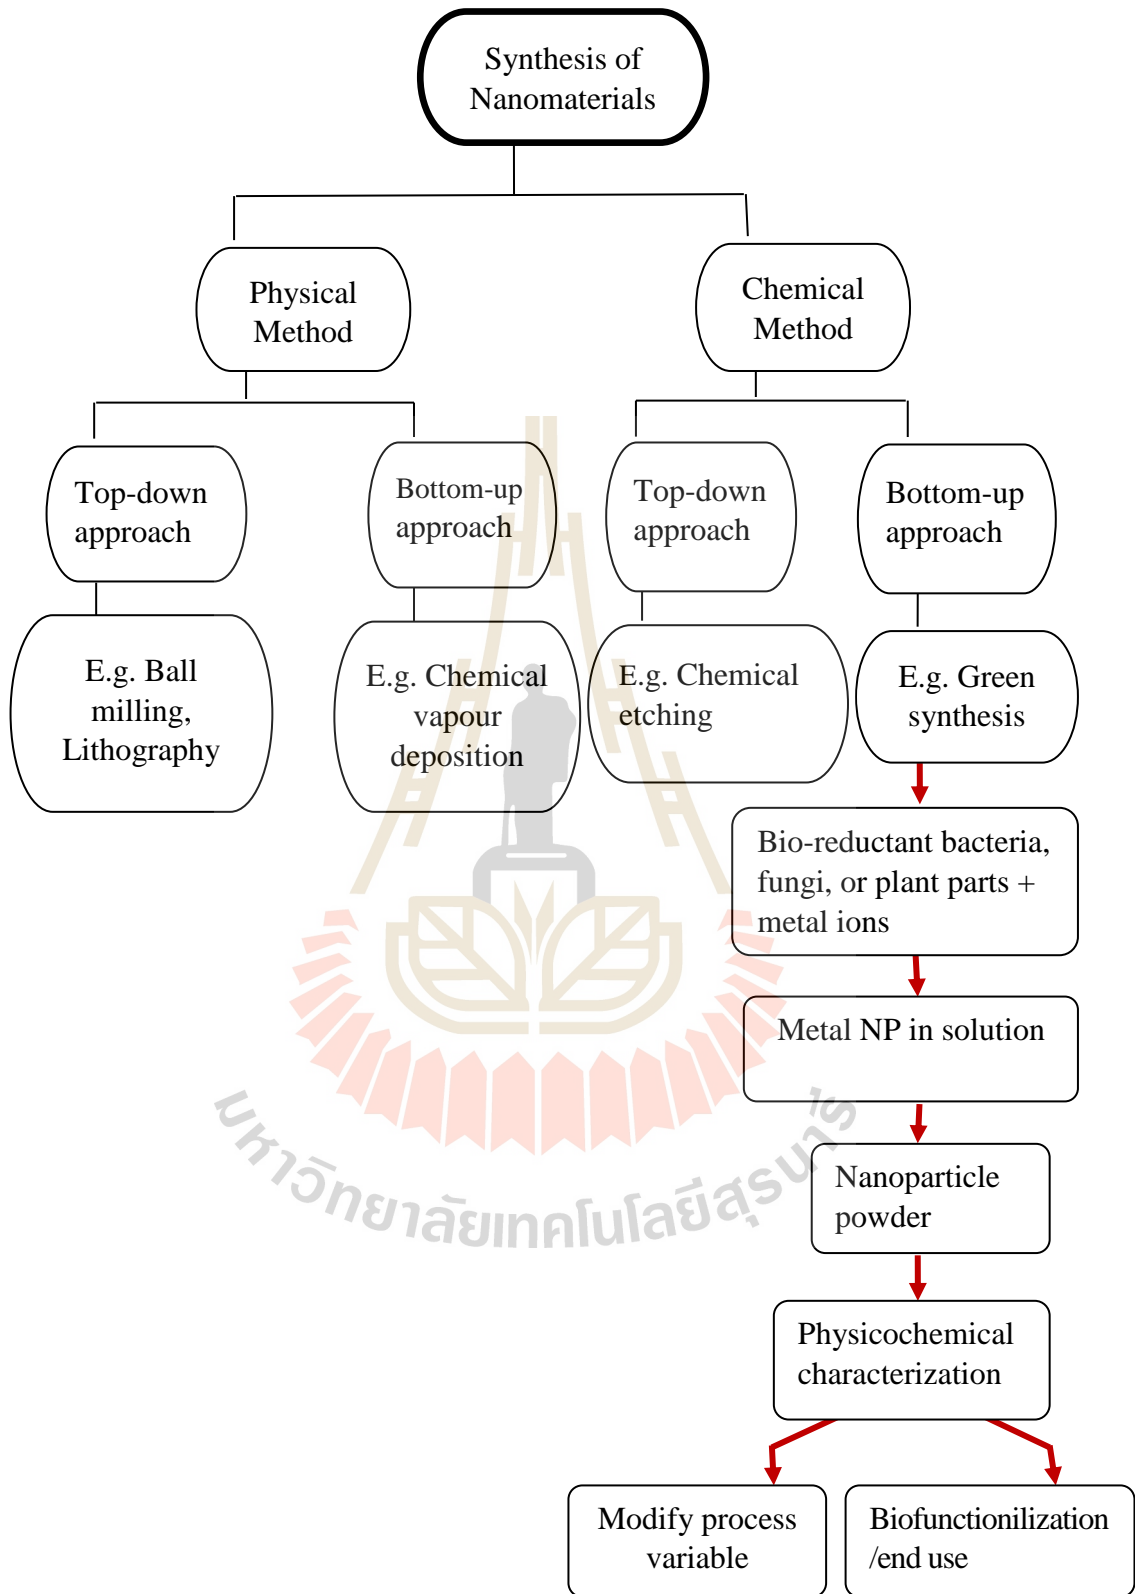 Synthesis of
Nanomaterials
Physical
Method
Chemical
Method
Top-down
approach
Bottom-up
approach
Top-down
approach
Bottom-up
approach
E.g. Ball
milling,
Lithography
E.g. Chemical
vapour
deposition
E.g. Chemical
etching
E.g. Green
synthesis
Bio-reductant bacteria,
fungi, or plant parts +
metal ions
Metal NP in solution
Nanoparticle
powder
Physicochemical
characterization
Modify process
variable
Biofunctionilization
/end use
มหาวิทยาลัยเทคโนโลยีสุรนารี